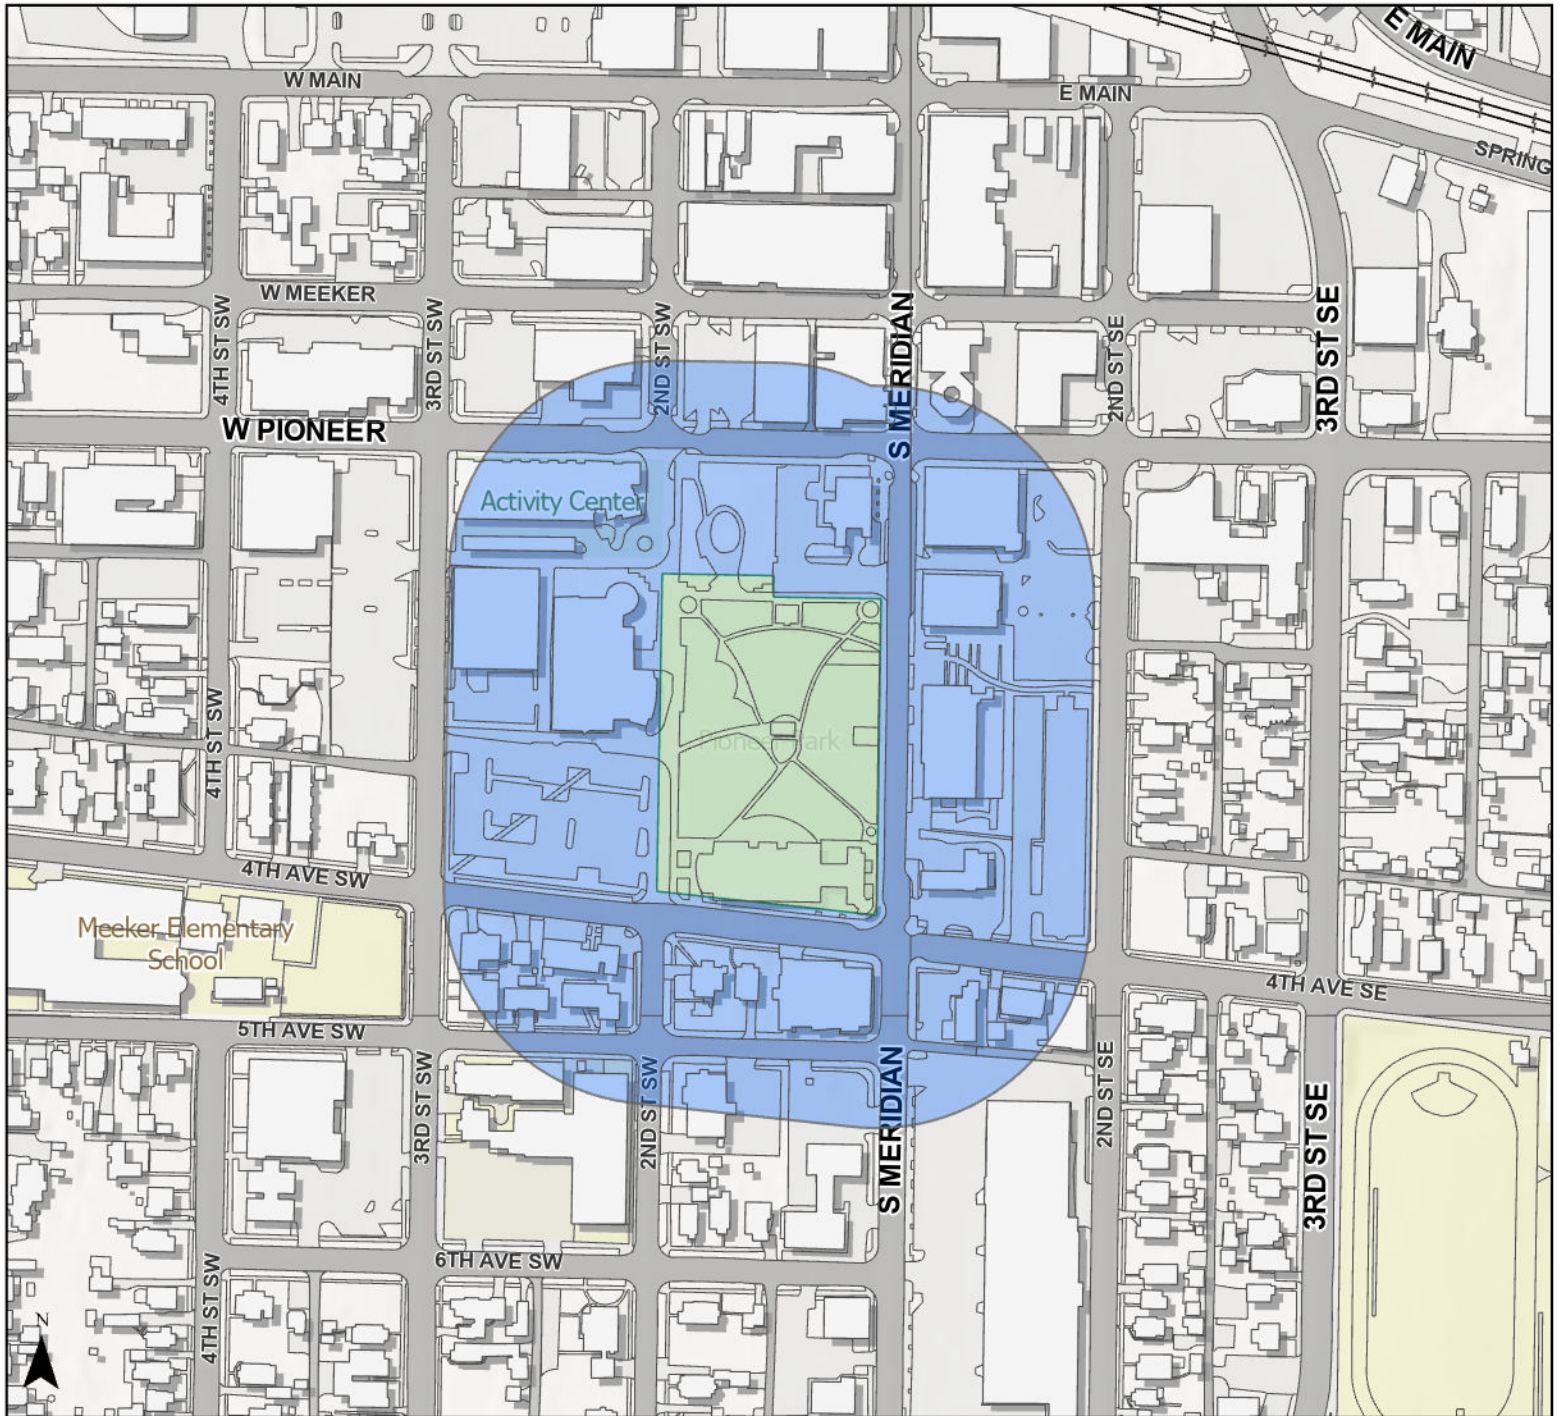 E MAIN
W MAIN
E MAIN
SPRING
W MEEKER
4TH ST SW
3RD ST SW
2ND ST SW
S MERIDIAN
2ND ST SE
3RD ST SE
W PIONEER
Activity Center
4TH ST SW
Pioneer Park
4TH AVE SW
Meeker Elementary
School
4TH AVE SE
5TH AVE SW
3RD ST SW
2ND ST SW
S MERIDIAN
2ND ST SE
3RD ST SE
6TH AVE SW
4TH ST SW
N